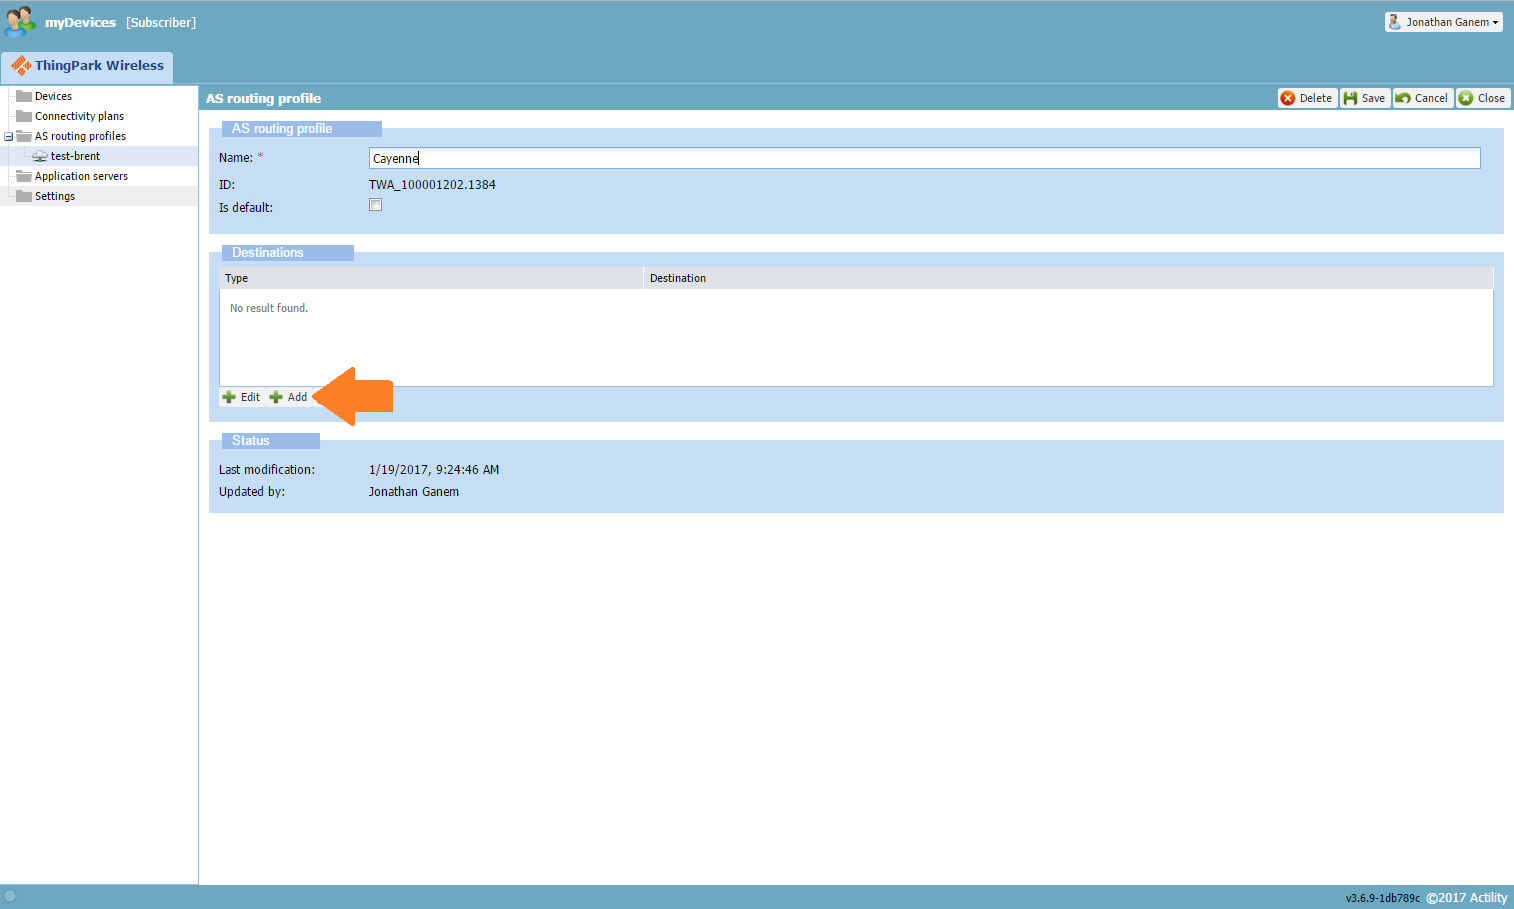 myDevices [Subscriber]
Jonathan Ganem
ThingPark Wireless
Devices
Connectivity plans
AS routing profiles
test-brent
Application servers
Settings
AS routing profile
Delete Save Cancel Close
AS routing profile
Name: * Cayenne
ID: TWA_100001202.1384
Is default:
Destinations
Type Destination
No result found.
Edit Add
Status
Last modification: 1/19/2017, 9:24:46 AM
Updated by: Jonathan Ganem
v3.6.9-1db789c ©2017 Actility